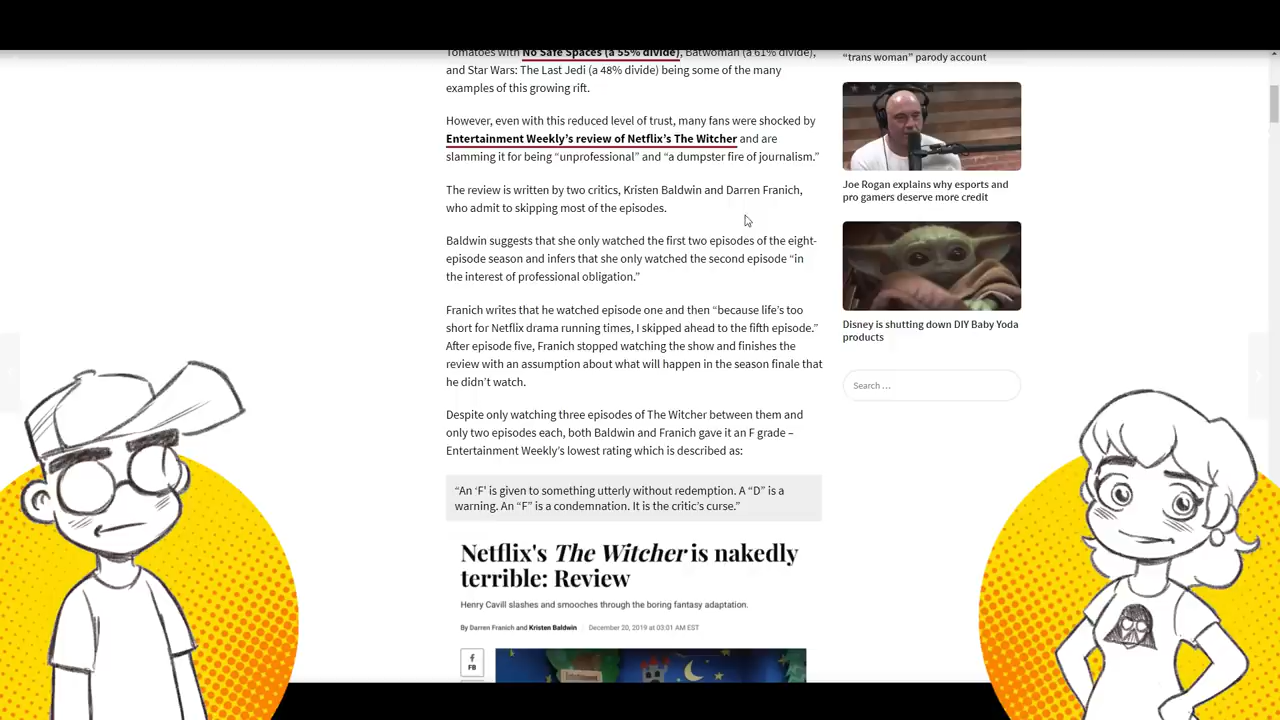 Tomatoes with No Safe Spaces (a 55% divide), Batwoman (a 61% divide),
and Star Wars: The Last Jedi (a 48% divide) being some of the many
examples of this growing rift.
However, even with this reduced level of trust, many fans were shocked by
Entertainment Weekly’s review of Netflix’s The Witcher and are
slamming it for being “unprofessional” and “a dumpster fire of journalism.”
The review is written by two critics, Kristen Baldwin and Darren Franich,
who admit to skipping most of the episodes.
Baldwin suggests that she only watched the first two episodes of the eight-
episode season and infers that she only watched the second episode “in
the interest of professional obligation.”
Franich writes that he watched episode one and then “because life’s too
short for Netflix drama running times, I skipped ahead to the fifth episode.”
After episode five, Franich stopped watching the show and finishes the
review with an assumption about what will happen in the season finale that
he didn’t watch.
Despite only watching three episodes of The Witcher between them and
only two episodes each, both Baldwin and Franich gave it an F grade –
Entertainment Weekly’s lowest rating which is described as:
“An ‘F’ is given to something utterly without redemption. A “D” is a
warning. An “F” is a condemnation. It is the critic’s curse.”
Netflix's The Witcher is nakedly
terrible: Review
Henry Cavill slashes and smooches through the boring fantasy adaptation.
By Darren Franich and Kristen Baldwin December 20, 2019 at 03:01 AM EST
f
FB
Entertainment
“trans woman” parody account
Joe Rogan explains why esports and
pro gamers deserve more credit
Disney is shutting down DIY Baby Yoda
products
Search …